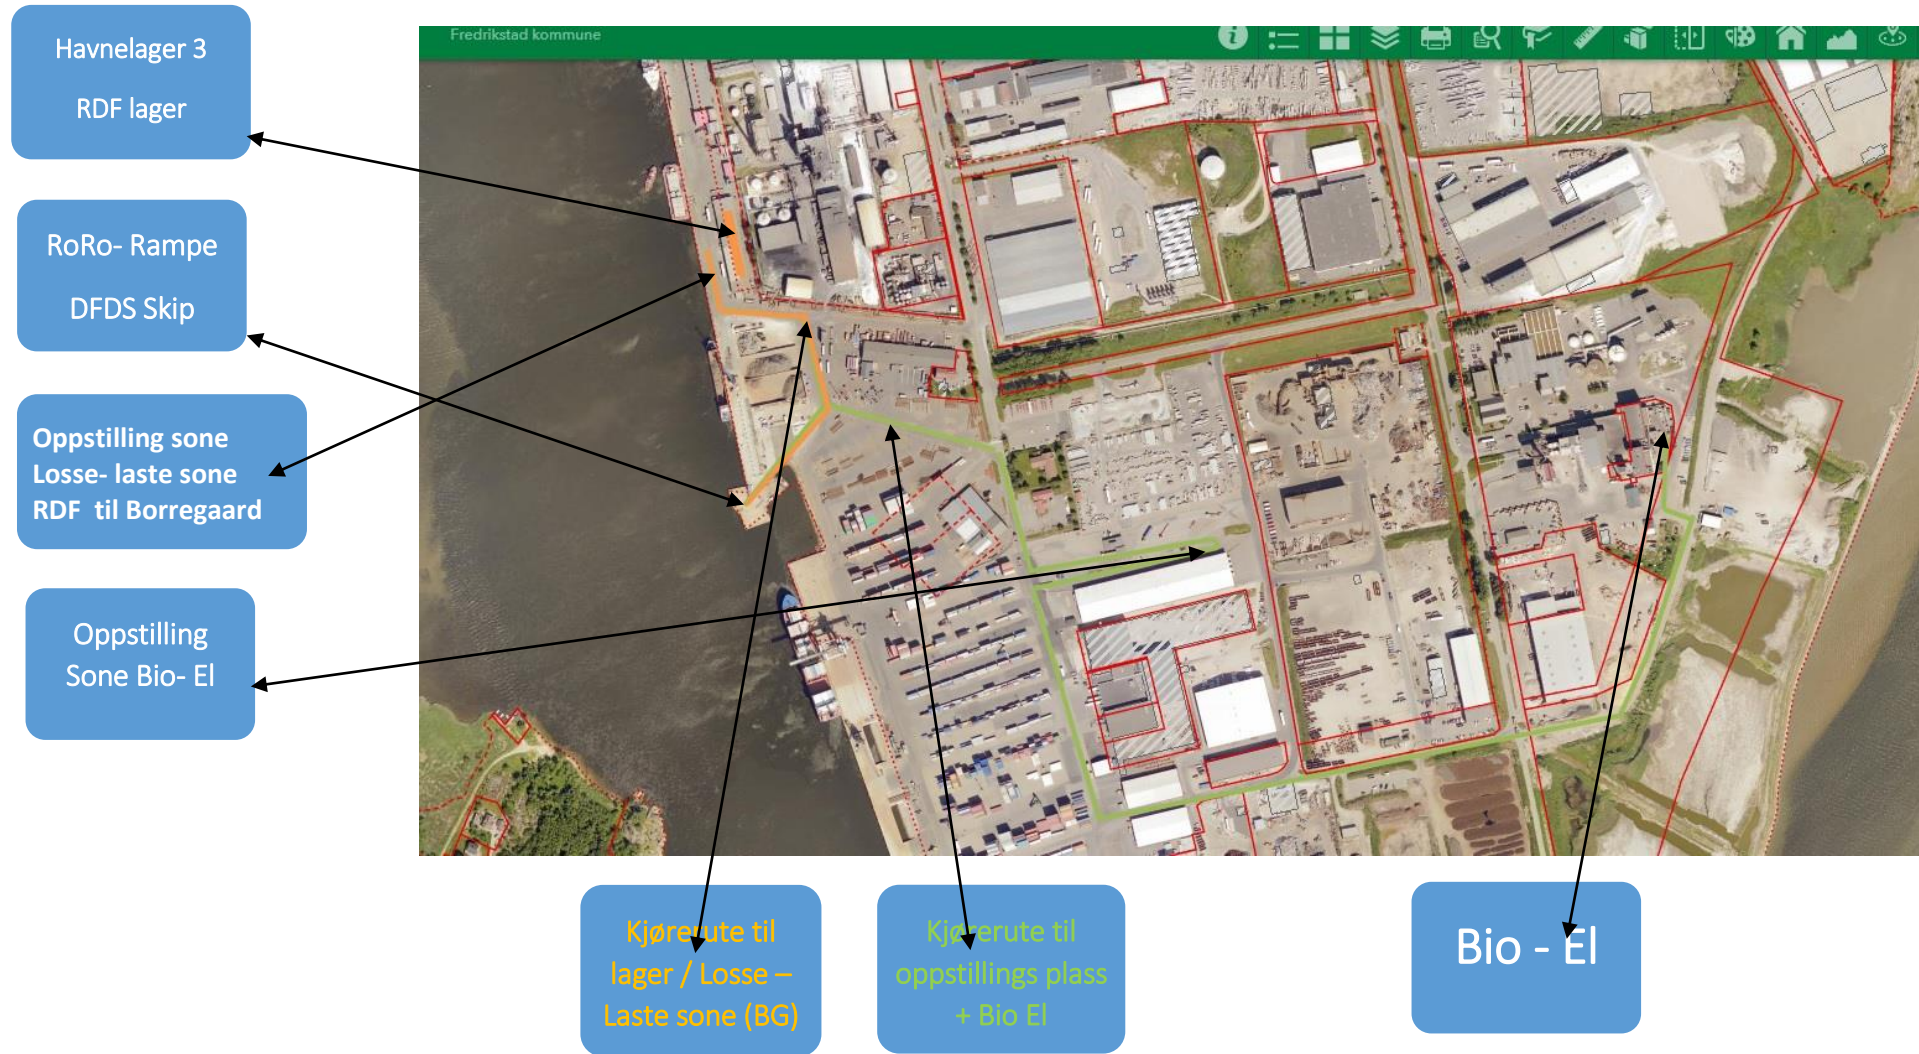 Fredrikstad kommune
Havnelager 3
RDF lager
RoRo- Rampe
DFDS Skip
Oppstilling sone
Losse- laste sone
RDF til Borregaard
Oppstilling
Sone Bio- El
Kjørerute til
lager / Losse –
Laste sone (BG)
Kjørerute til
oppstillings plass
+ Bio El
Bio - El